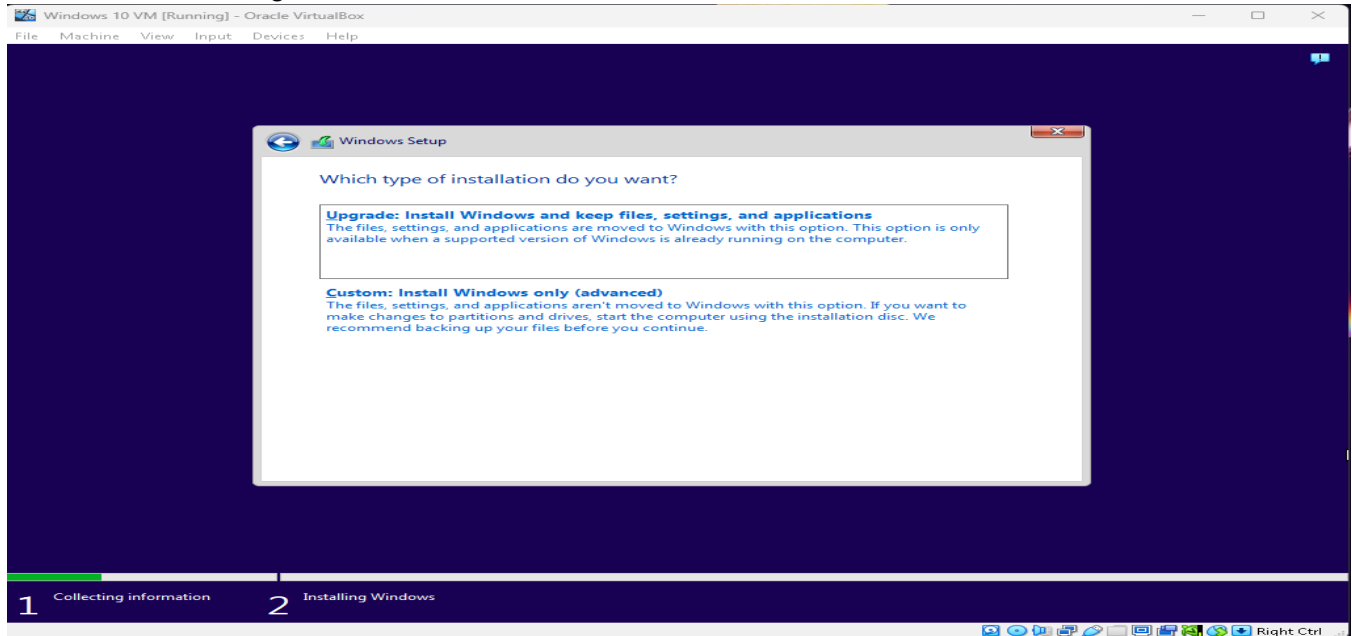 Windows 10 VM [Running] - Oracle VirtualBox
File Machine View Input Devices Help
Windows Setup
Which type of installation do you want?
Upgrade: Install Windows and keep files, settings, and applications
The files, settings, and applications are moved to Windows with this option. This option is only
available when a supported version of Windows is already running on the computer.
Custom: Install Windows only (advanced)
The files, settings, and applications aren't moved to Windows with this option. If you want to
make changes to partitions and drives, start the computer using the installation disc. We
recommend backing up your files before you continue.
1 Collecting information 2 Installing Windows
Right Ctrl